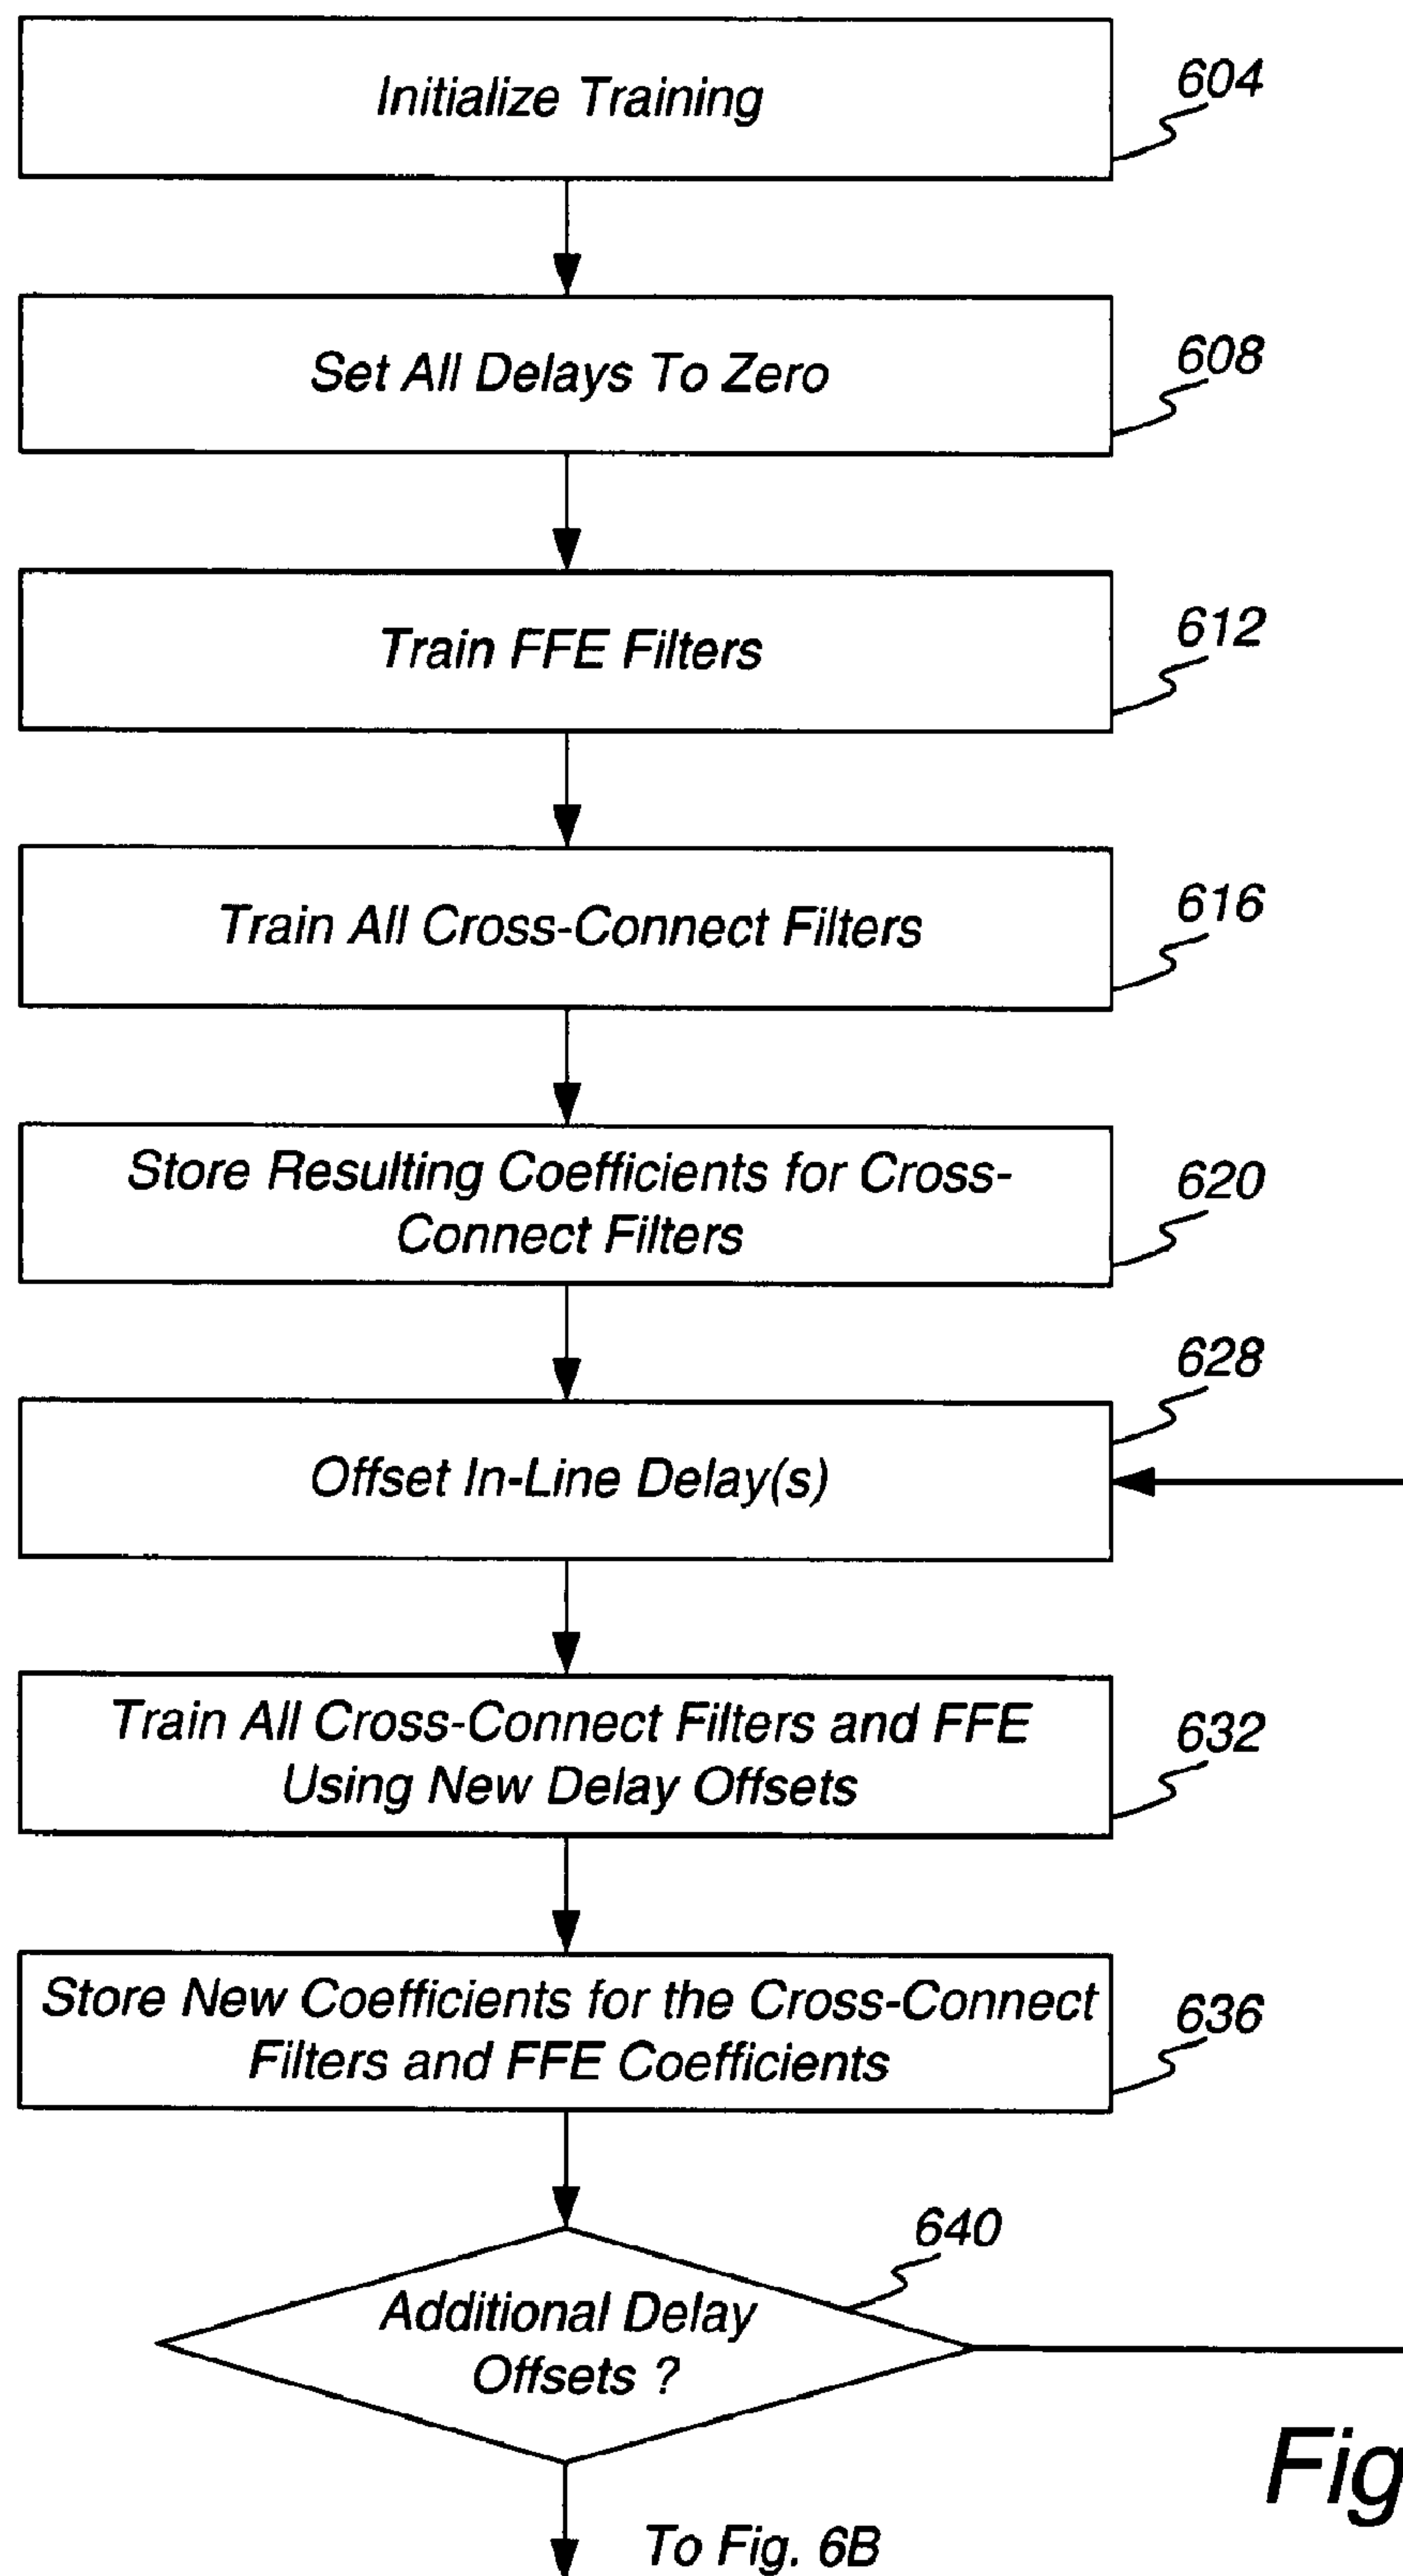 Initialize Training
604
Set All Delays To Zero
608
Train FFE Filters
612
Train All Cross-Connect Filters
616
Store Resulting Coefficients for Cross-
Connect Filters
620
628
Offset In-Line Delay(s)
Train All Cross-Connect Filters and FFE
Using New Delay Offsets
632
Store New Coefficients for the Cross-Connect
Filters and FFE Coefficients
636
640
Additional Delay
Offsets ?
Fig
To Fig. 6B